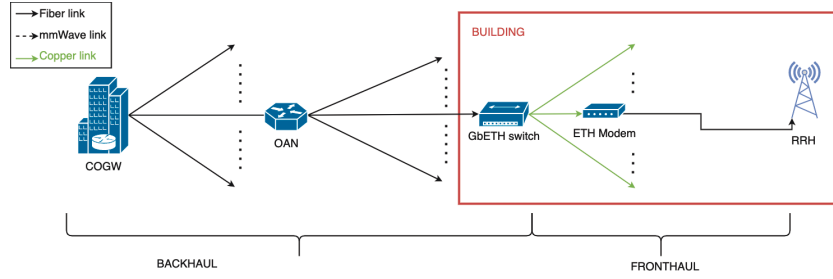 Fiber link
mmWave link
Copper link
BUILDING
COGW
OAN
GbETH switch
ETH Modem
RRH
BACKHAUL
FRONTHAUL